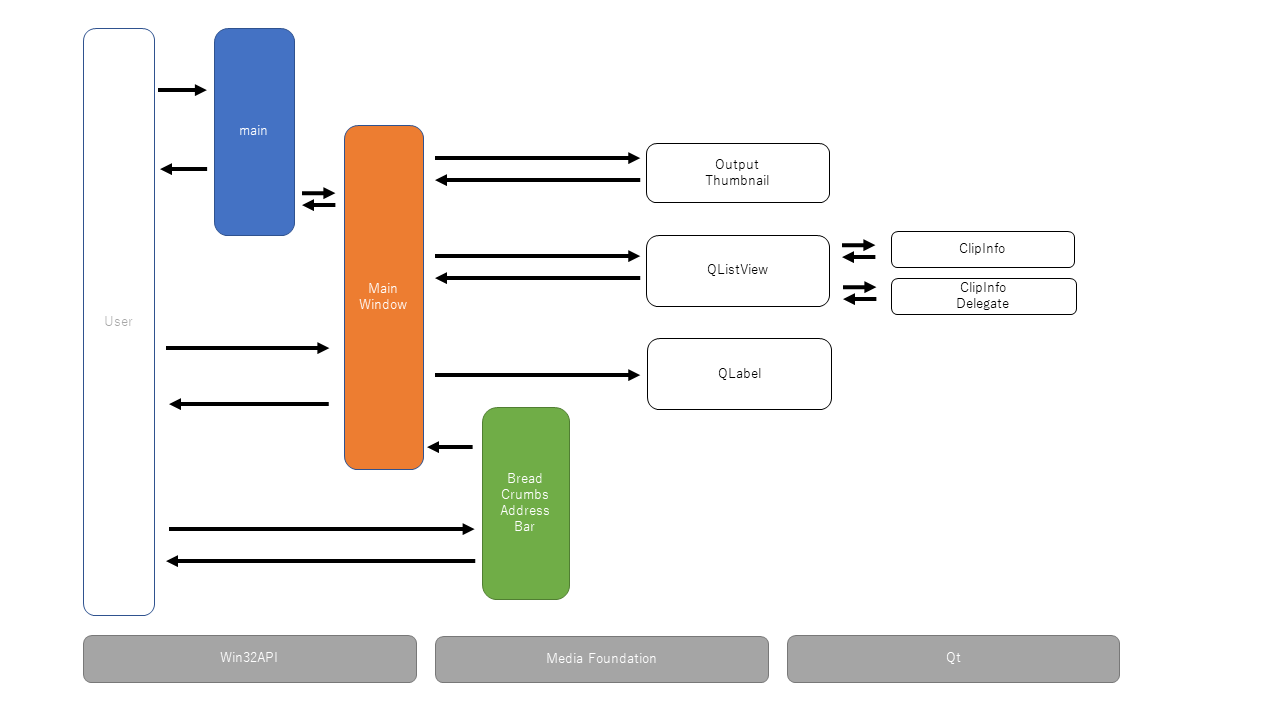 User
main
Main
Window
Output
Thumbnail
QListView
ClipInfo
ClipInfo
Delegate
QLabel
Bread
Crumbs
Address
Bar
Win32API
Media Foundation
Qt